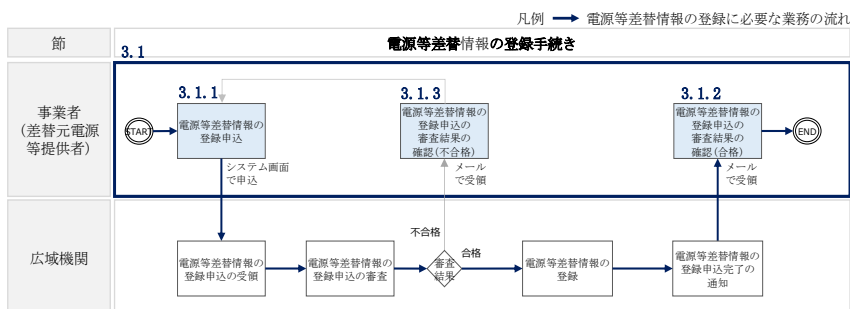 凡例 電源等差替情報の登録に必要な業務の流れ
節
3.1
電源等差替情報の登録手続き
事業者
(差替元電源
等提供者)
START
3.1.1
電源等差替情報の
登録申込
システム画面
で申込
3.1.3
電源等差替情報の
登録申込の
審査結果の
確認(不合格)
メール
で受領
3.1.2
電源等差替情報の
登録申込の
審査結果の
確認(合格)
メール
で受領
END
広域機関
電源等差替情報の
登録申込の受領
電源等差替情報の
登録申込の審査
不合格
審査
結果
合格
電源等差替情報の
登録
電源等差替情報の
登録申込完了の
通知